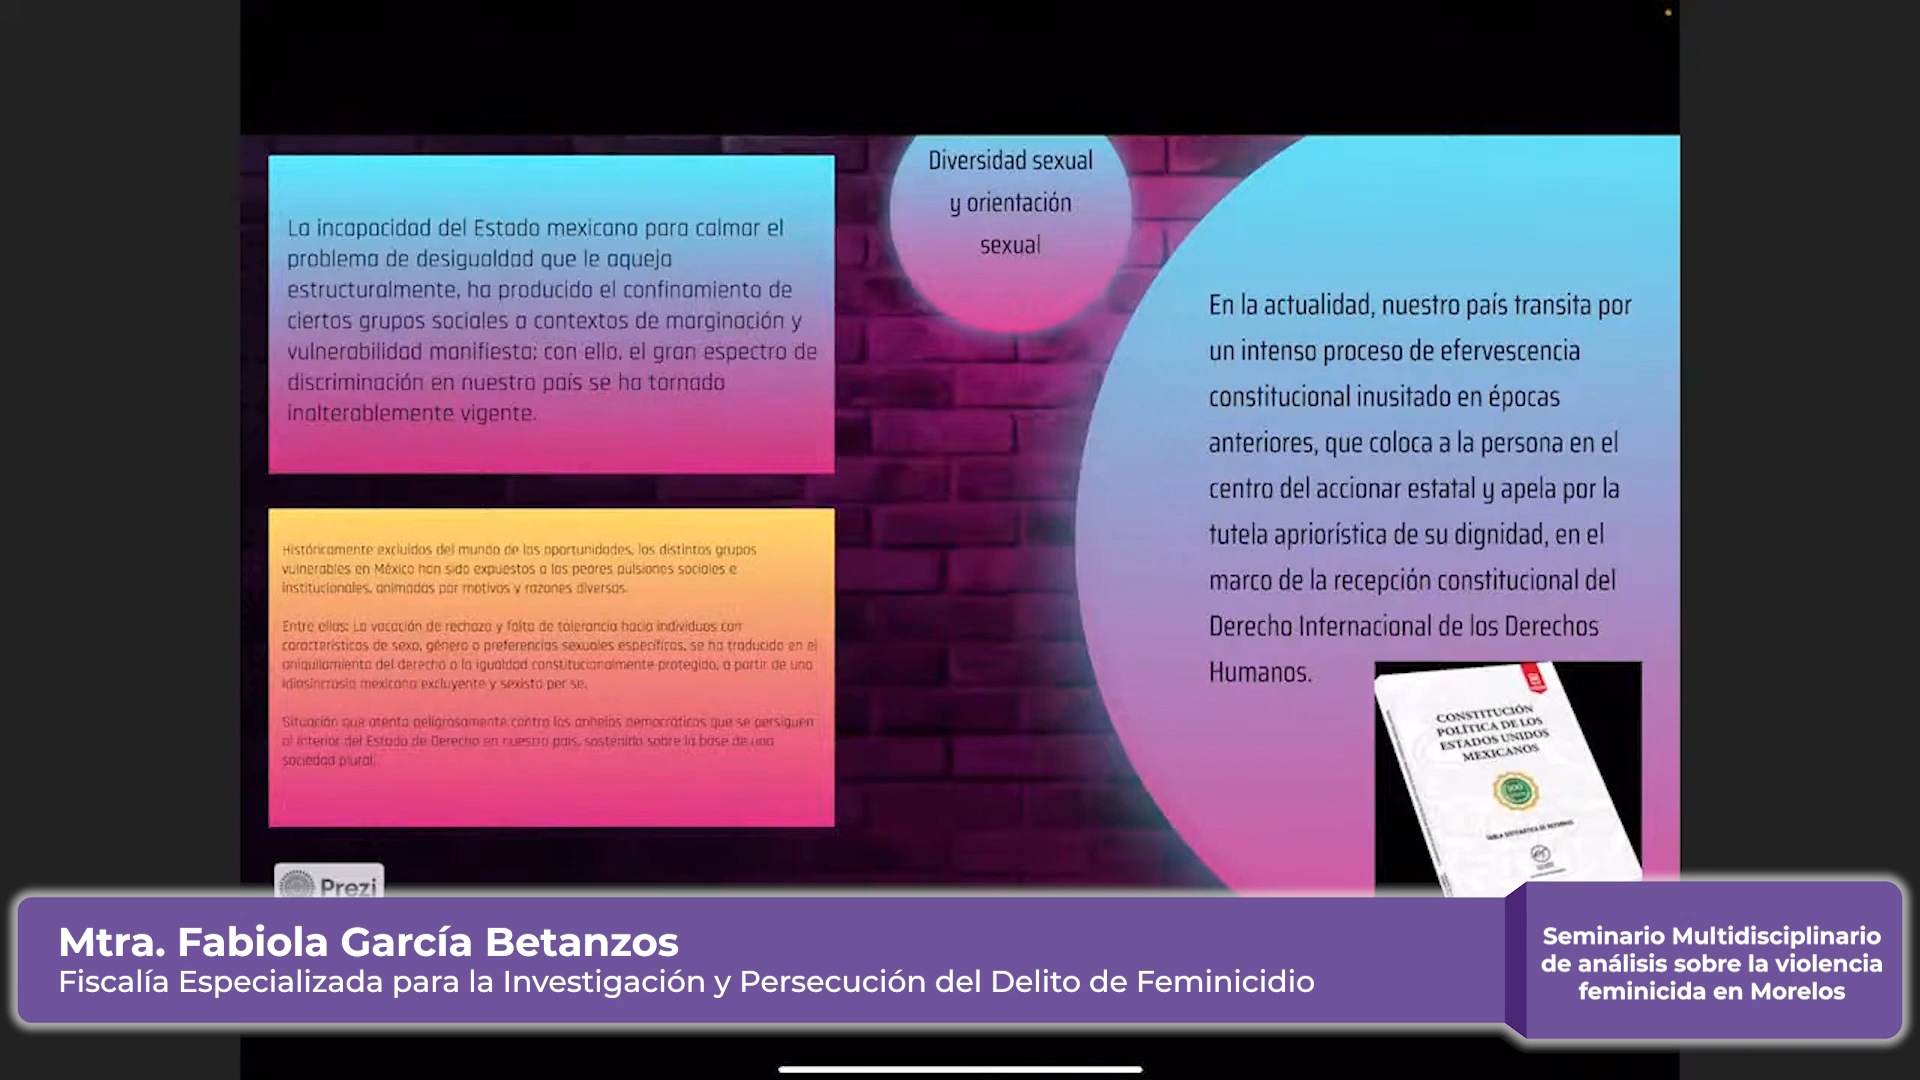 La incapacidad del Estado mexicano para calmar el
problema de desigualdad que le aqueja
estructuralmente, ha producido el confinamiento de
ciertos grupos sociales a contextos de marginación y
vulnerabilidad manifiesta; con ello, el gran espectro de
discriminación en nuestro país se ha tornado
inalterablemente vigente.
Históricamente excluidos del mundo de las oportunidades, los distintos grupos
vulnerables en México han sido expuestos a las peores pulsiones sociales e
institucionales, animadas por motivos y razones diversas.
Entre ellas: La vocación de rechazo y falta de tolerancia hacia individuos con
características de sexo, género o preferencias sexuales específicas, se ha traducido en el
aniquilamiento del derecho a la igualdad constitucionalmente protegido, a partir de una
idiosincrasia mexicana excluyente y sexista per se.
Situación que atenta peligrosamente contra los anhelos democráticos que se persiguen
al interior del Estado de Derecho en nuestro país, sostenido sobre la base de una
sociedad plural.
Diversidad sexual
y orientación
sexual
En la actualidad, nuestro país transita por
un intenso proceso de efervescencia
constitucional inusitado en épocas
anteriores, que coloca a la persona en el
centro del accionar estatal y apela por la
tutela apriorística de su dignidad, en el
marco de la recepción constitucional del
Derecho Internacional de los Derechos
Humanos.
CONSTITUCIÓN
POLÍTICA DE LOS
ESTADOS UNIDOS
MEXICANOS
Prezi
Mtra. Fabiola García Betanzos
Fiscalía Especializada para la Investigación y Persecución del Delito de Feminicidio
Seminario Multidisciplinario
de análisis sobre la violencia
feminicida en Morelos